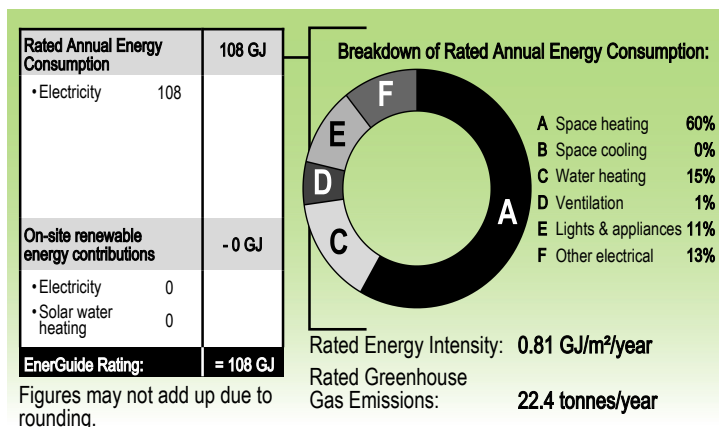 Rated Annual Energy
Consumption
108 GJ
• Electricity 108
On-site renewable
energy contributions
- 0 GJ
• Electricity 0
• Solar water
heating
0
EnerGuide Rating: = 108 GJ
Figures may not add up due to
rounding.
Breakdown of Rated Annual Energy Consumption:
F
E
D
C
A
A Space heating 60%
B Space cooling 0%
C Water heating 15%
D Ventilation 1%
E Lights & appliances 11%
F Other electrical 13%
Rated Energy Intensity: 0.81 GJ/m²/year
Rated Greenhouse
Gas Emissions: 22.4 tonnes/year